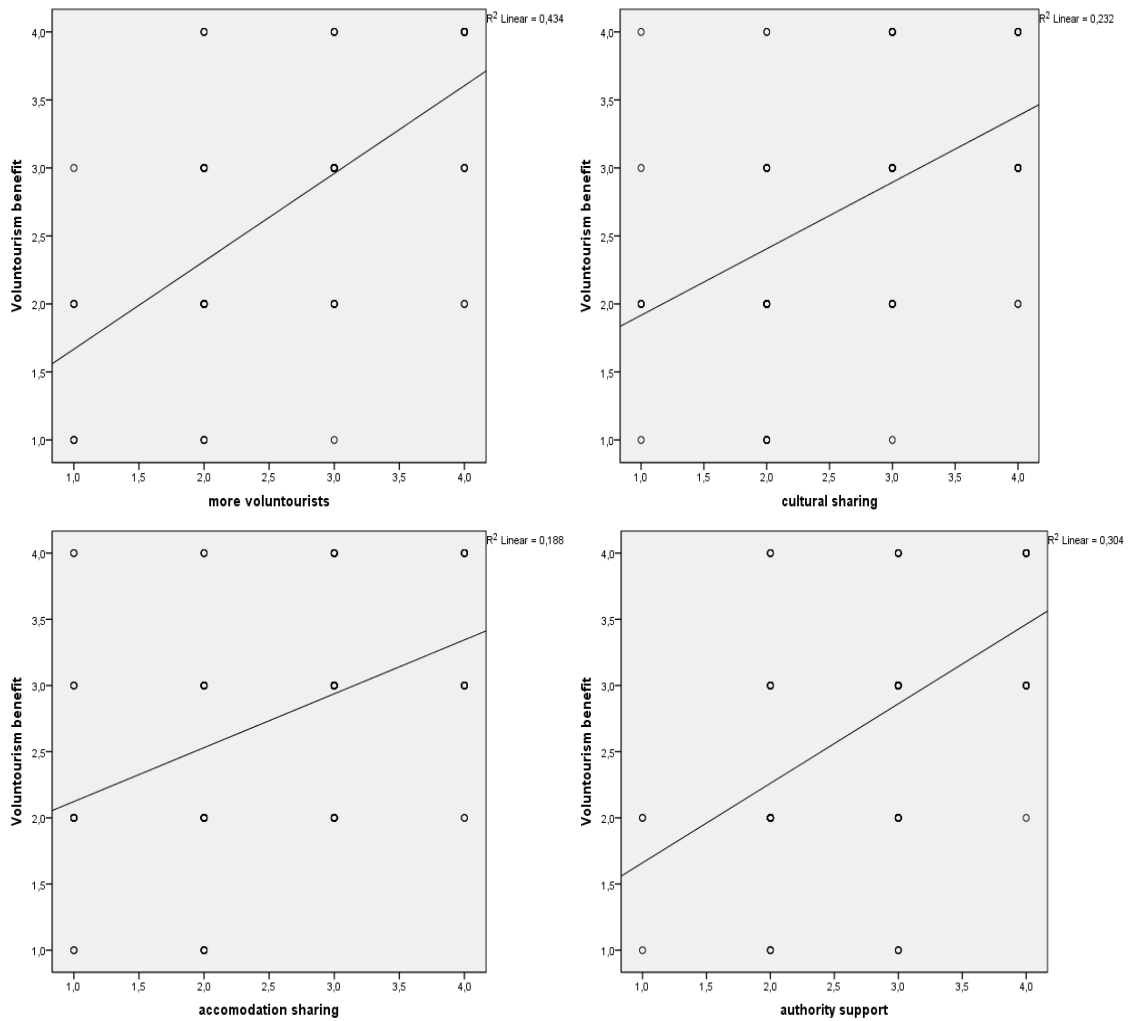 R2 Linear = 0,434
4,0
3,5
3,0
2,5
2,0
1,5
1,0
Voluntourism benefit
1,0 1,5 2,0 2,5 3,0 3,5 4,0
more voluntourists
R2 Linear = 0,232
4,0
3,5
3,0
2,5
2,0
1,5
1,0
Voluntourism benefit
1,0 1,5 2,0 2,5 3,0 3,5 4,0
cultural sharing
R2 Linear = 0,188
4,0
3,5
3,0
2,5
2,0
1,5
1,0
Voluntourism benefit
1,0 1,5 2,0 2,5 3,0 3,5 4,0
accomodation sharing
R2 Linear = 0,304
4,0
3,5
3,0
2,5
2,0
1,5
1,0
Voluntourism benefit
1,0 1,5 2,0 2,5 3,0 3,5 4,0
authority support